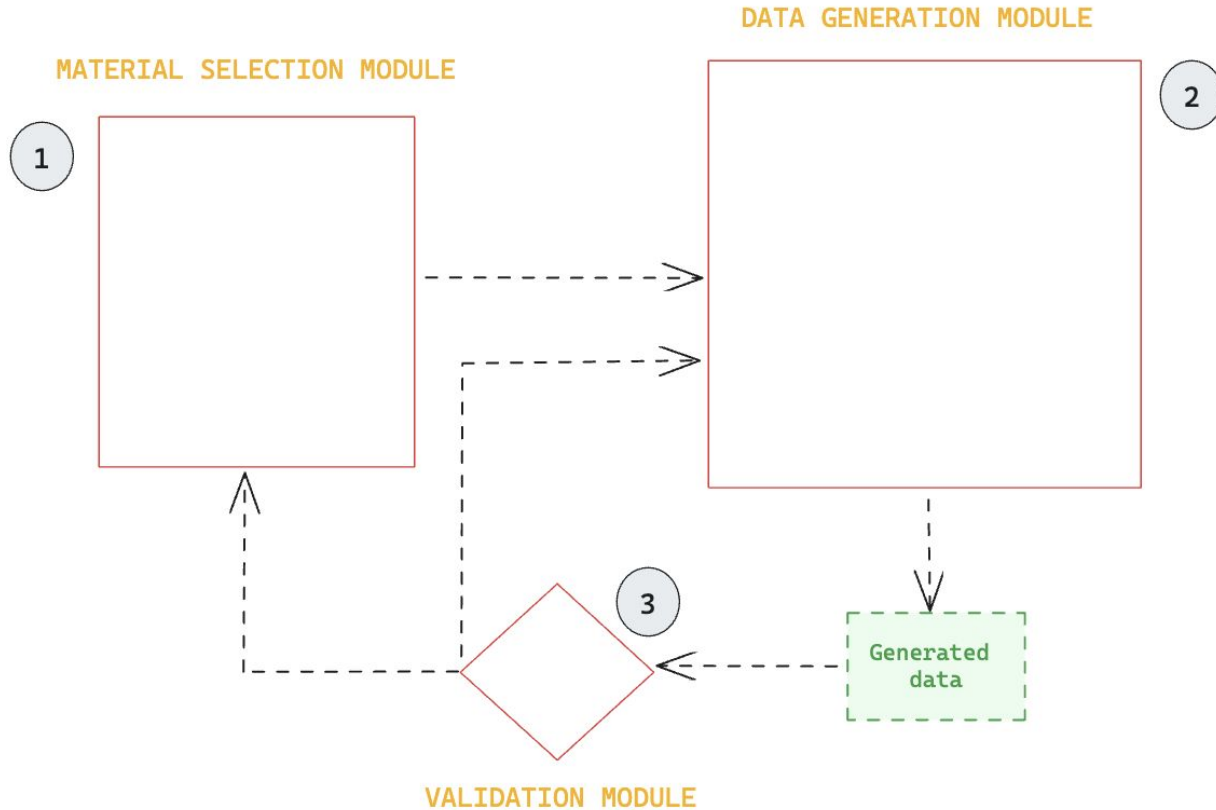 DATA GENERATION MODULE
MATERIAL SELECTION MODULE
1
2
3
Generated
data
VALIDATION MODULE